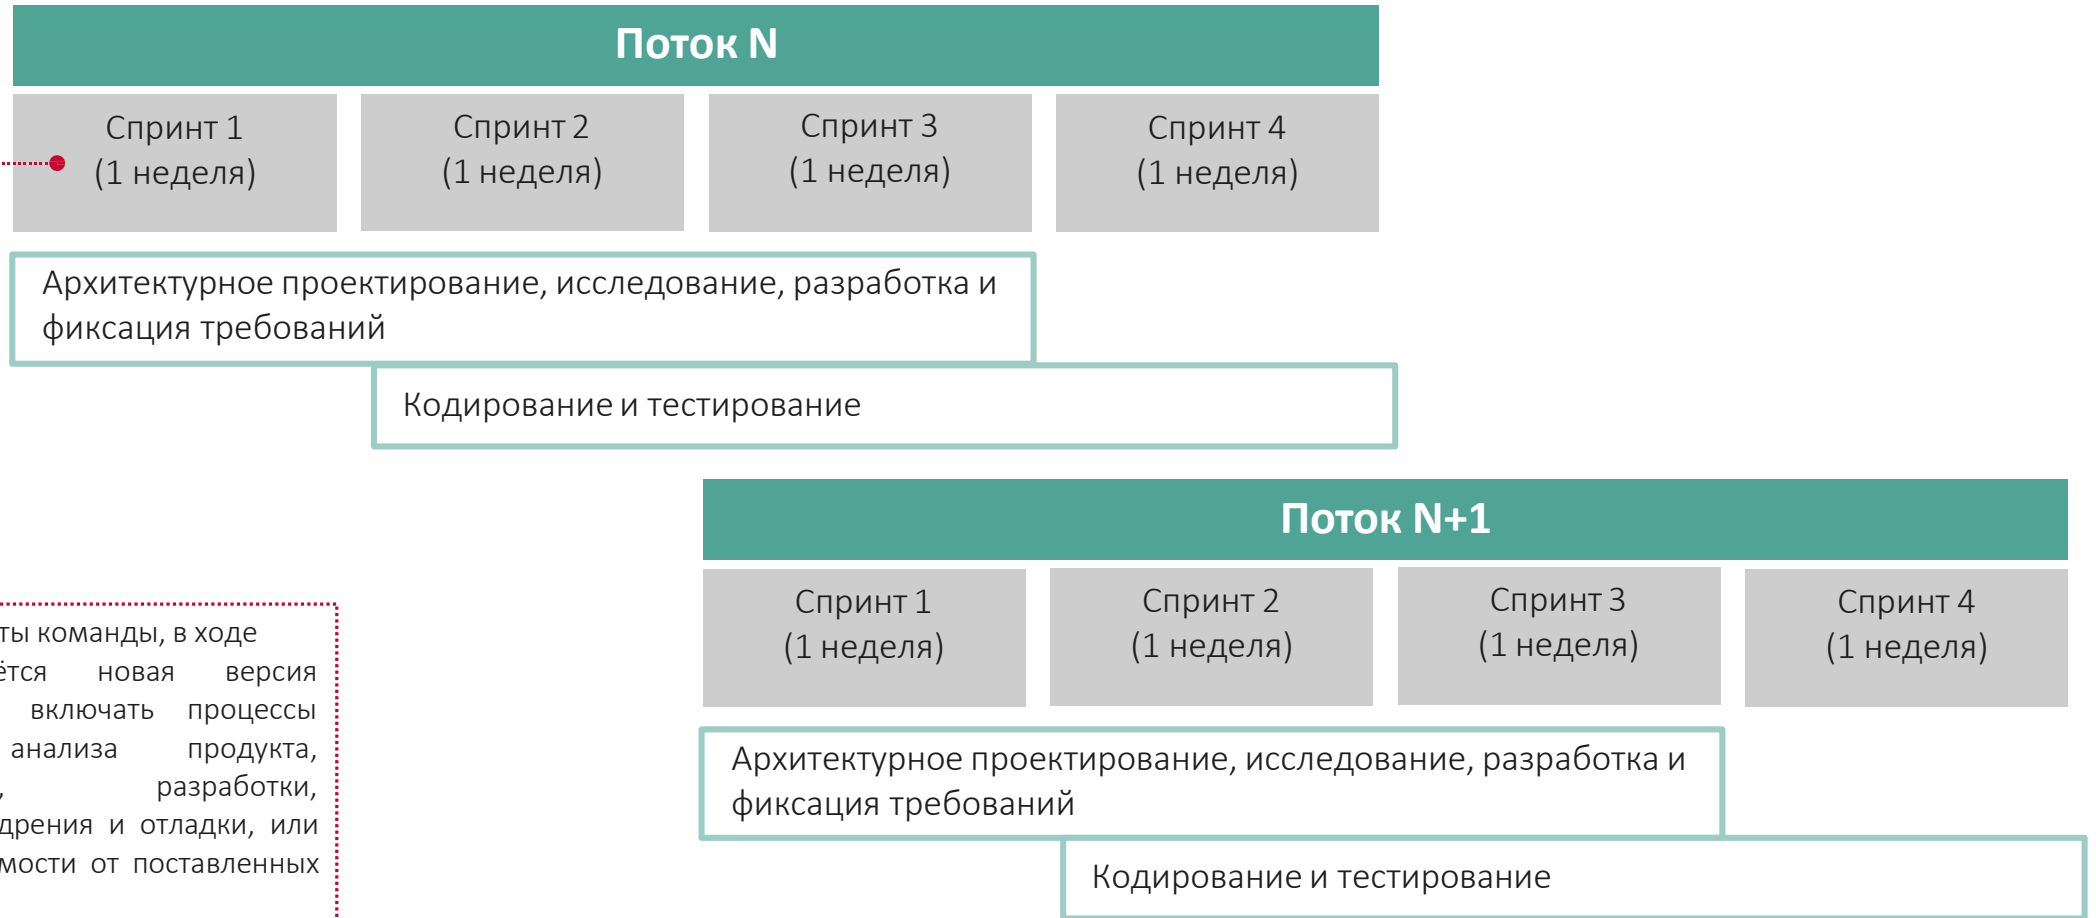 Поток N
Спринт 1
(1 неделя)
Спринт 2
(1 неделя)
Спринт 3
(1 неделя)
Спринт 4
(1 неделя)
Архитектурное проектирование, исследование, разработка и
фиксация требований
Кодирование и тестирование
Поток N+1
Спринт 1
(1 неделя)
Спринт 2
(1 неделя)
Спринт 3
(1 неделя)
Спринт 4
(1 неделя)
Архитектурное проектирование, исследование, разработка и
фиксация требований
Кодирование и тестирование
команды, в ходе
новая версия
включать процессы
анализа продукта,
разработки,
и отладки, или
от поставленных